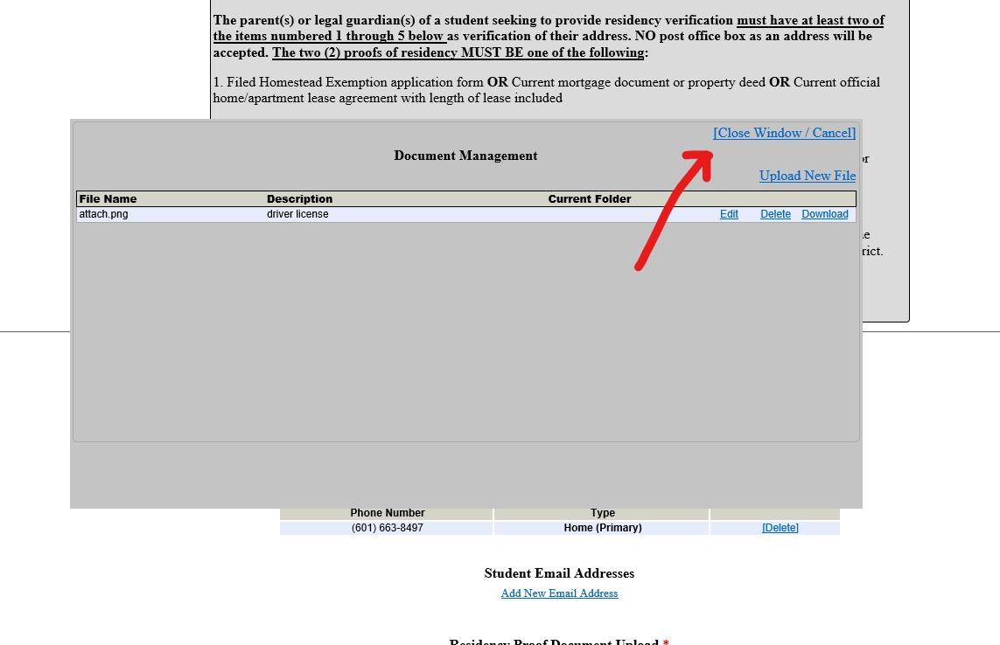 The parent(s) or legal guardian(s) of a student seeking to provide residency verification must have at least two of
the items numbered 1 through 5 below as verification of their address. NO post office box as an address will be
accepted. The two (2) proofs of residency MUST BE one of the following:
1. Filed Homestead Exemption application form OR Current mortgage document or property deed OR Current official
home/apartment lease agreement with length of lease included
[Close Window / Cancel]
Document Management
Upload New File
File Name Description Current Folder
attach.png driver license Edit Delete Download
Phone Number Type
(601) 663-8497 Home (Primary) [Delete]
Student Email Addresses
Add New Email Address
Residency Proof Document Upload *